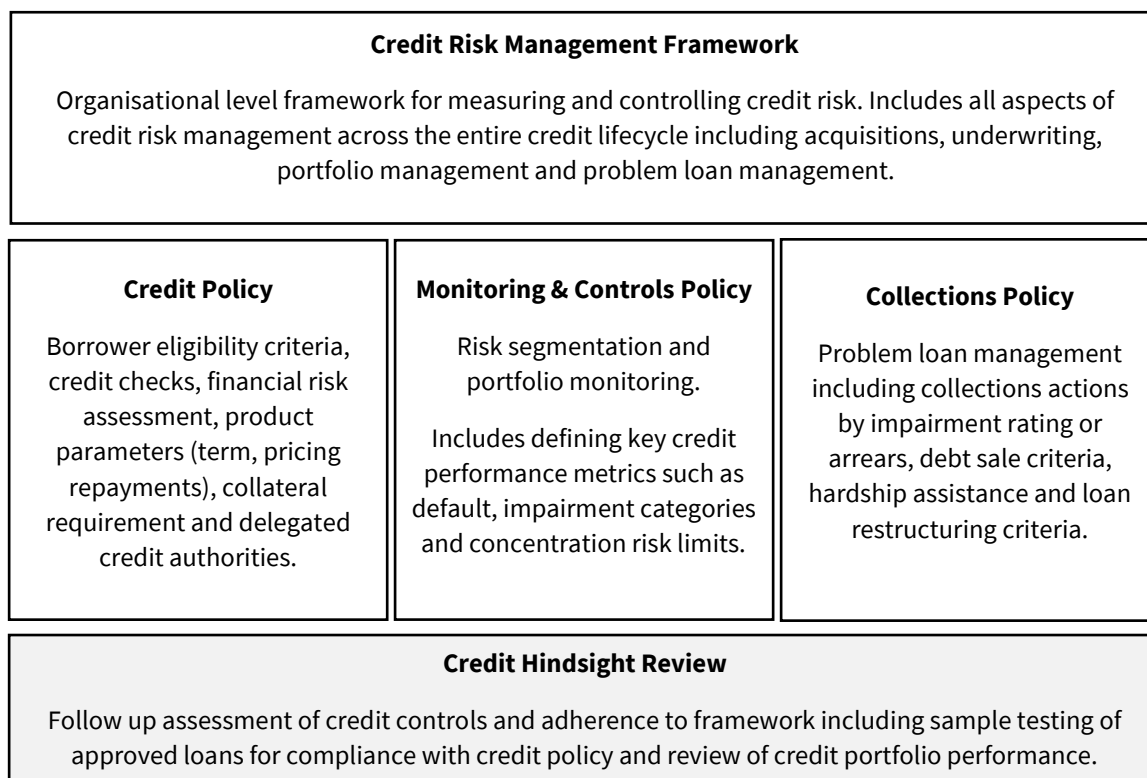 Credit Risk Management Framework
Organisational level framework for measuring and controlling credit risk. Includes all aspects of
credit risk management across the entire credit lifecycle including acquisitions, underwriting,
portfolio management and problem loan management.
Credit Policy
Borrower eligibility criteria,
credit checks, financial risk
assessment, product
parameters (term, pricing
repayments), collateral
requirement and delegated
credit authorities.
Monitoring & Controls Policy
Risk segmentation and
portfolio monitoring.
Includes defining key credit
performance metrics such as
default, impairment categories
and concentration risk limits.
Collections Policy
Problem loan management
including collections actions
by impairment rating or
arrears, debt sale criteria,
hardship assistance and loan
restructuring criteria.
Credit Hindsight Review
Follow up assessment of credit controls and adherence to framework including sample testing of
approved loans for compliance with credit policy and review of credit portfolio performance.